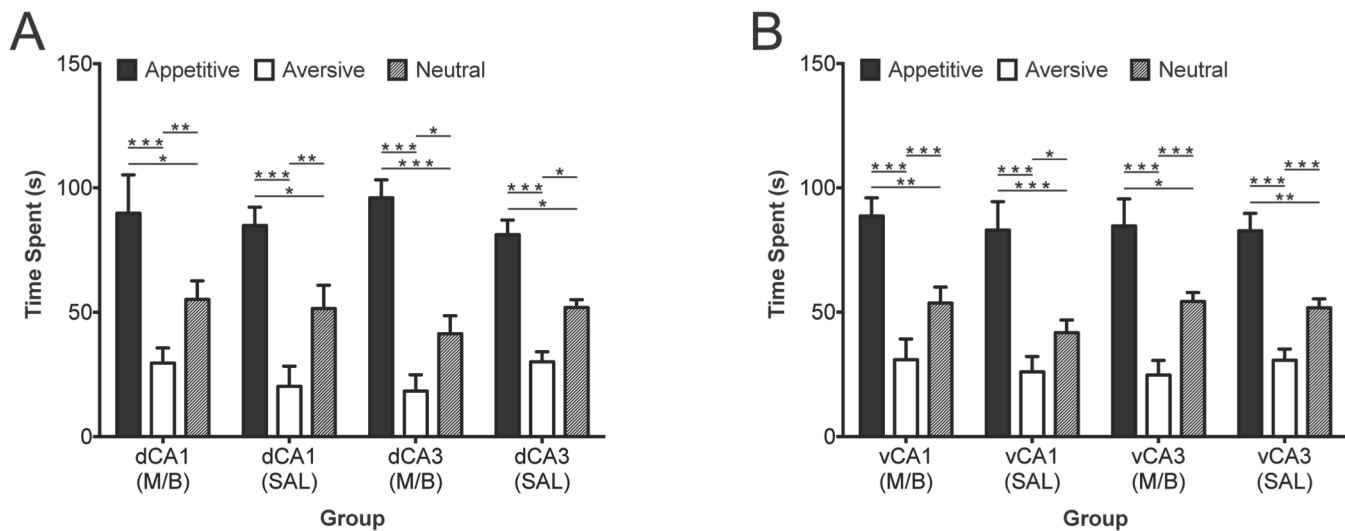 A
150
Appetitive Aversive Neutral
*** ** *
*** ** *
*** * ***
*** * *
100
50
0
Time Spent (s)
dCA1 dCA1 dCA3 dCA3
(M/B) (SAL) (M/B) (SAL)
Group
B
150
Appetitive Aversive Neutral
*** *** **
*** * ***
*** *** *
*** *** **
100
50
0
Time Spent (s)
vCA1 vCA1 vCA3 vCA3
(M/B) (SAL) (M/B) (SAL)
Group